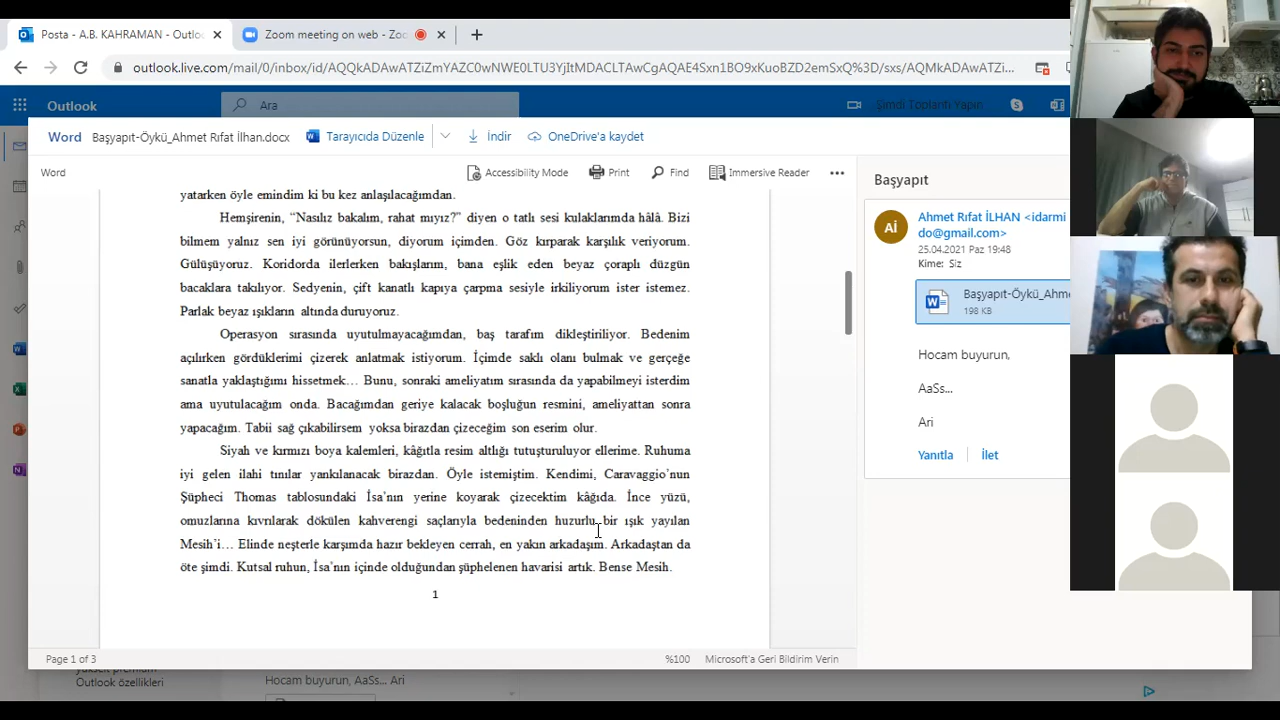 Posta - A.B. KAHRAMAN - Outlo
Zoom meeting on web - Zoo
outlook.live.com/mail/0/inbox/id/AQQkADAwATZiZmYAZC0wNWE0LTU3YjItMDACLTAwCgAQAE4Sxn1BO9xKuoBZD2emSxQ%3D/sxs/AQMkADAwATZi...
Outlook
Ara
Şimdi Toplantı Yapın
Word
Başyapıt-Öykü_Ahmet Rıfat İlhan.docx
Tarayıcıda Düzenle
İndir
OneDrive'a kaydet
Word
Accessibility Mode
Print
Find
Immersive Reader
yatarken öyle emindim ki bu kez anlaşılacağımdan.
Hemşirenin, “Nasılız bakalım, rahat mıyız?” diyen o tatlı sesi kulaklarımda hâlâ. Bizi
bilmem yalnız sen iyi görünüyorsun, diyorum içimden. Göz kırparak karşılık veriyorum.
Gülüşüyoruz. Koridorda ilerlerken bakışlarım, bana eşlik eden beyaz çoraplı düzgün
bacaklara takılıyor. Sedyenin, çift kanatlı kapıya çarpma sesiyle irkiliyorum ister istemez.
Parlak beyaz ışıkların altında duruyoruz.
Operasyon sırasında uyutulmayacağımdan, baş tarafım dikleştiriliyor. Bedenim
açılırken gördüklerimi çizerek anlatmak istiyorum. İçimde saklı olanı bulmak ve gerçeğe
sanatla yaklaştığımı hissetmek… Bunu, sonraki ameliyatım sırasında da yapabilmeyi isterdim
ama uyutulacağım onda. Bacağımdan geriye kalacak boşluğun resmini, ameliyattan sonra
yapacağım. Tabii sağ çıkabilirsem yoksa birazdan çizeceğim son eserim olur.
Siyah ve kırmızı boya kalemleri, kâğıtla resim altlığı tutuşturuluyor ellerime. Ruhuma
iyi gelen ilahi tınılar yankılanacak birazdan. Öyle istemiştim. Kendimi, Caravaggio’nun
Şüpheci Thomas tablosundaki İsa’nın yerine koyarak çizecektim kâğıda. İnce yüzü,
omuzlarına kıvrılarak dökülen kahverengi saçlarıyla bedeninden huzurlu bir ışık yayılan
Mesih’i… Elinde neşterle karşımda hazır bekleyen cerrah, en yakın arkadaşım. Arkadaştan da
öte şimdi. Kutsal ruhun, İsa’nın içinde olduğundan şüphelenen havarisi artık. Bense Mesih.
1
Page 1 of 3
%100
Microsoft'a Geri Bildirim Verin
Başyapıt
Aİ
Ahmet Rıfat İLHAN <idarmi
do@gmail.com>
25.04.2021 Paz 19:48
Kime: Siz
Başyapıt-Öykü_Ahme
198 KB
Hocam buyurun,
AaSs...
Ari
Yanıtla
İlet
Outlook özellikleri
Hocam buyurun, AaSs... Ari